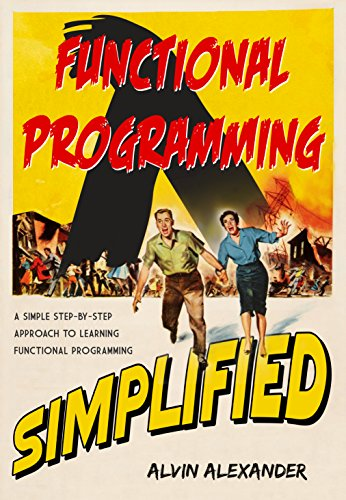 FUNCTIONAL
PROGRAMMING
A SIMPLE STEP-BY-STEP
APPROACH TO LEARNING
FUNCTIONAL PROGRAMMING
SIMPLIFIED
ALVIN ALEXANDER